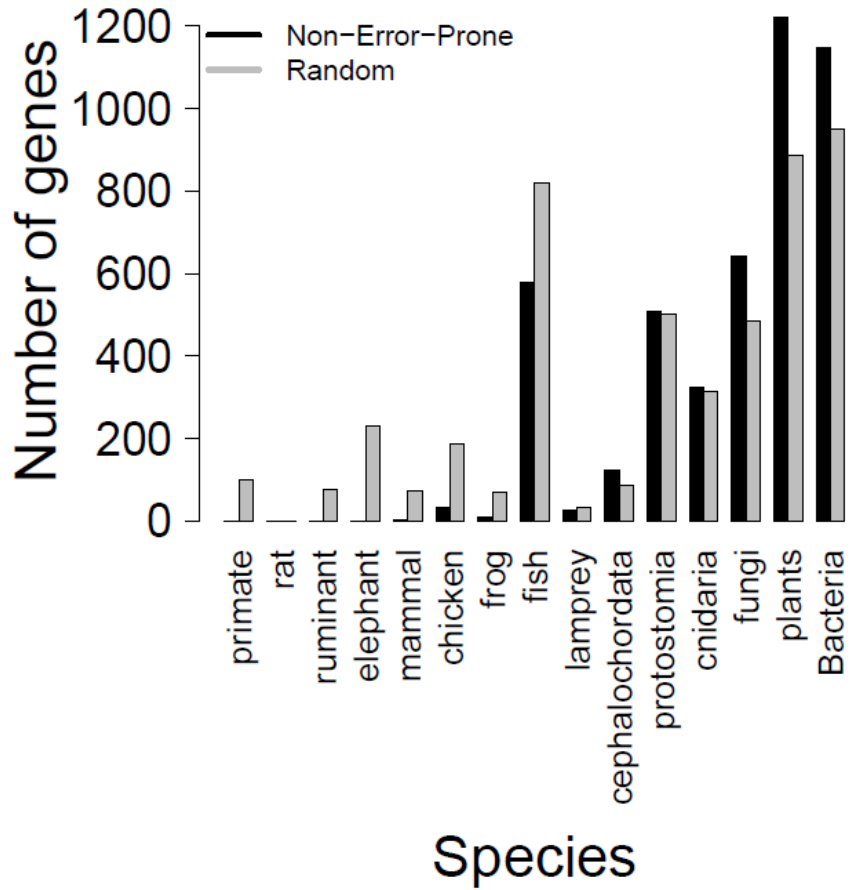 Number of genes
1200
1000
800
600
400
200
0
Non-Error-Prone
Random
primate
rat
ruminant
elephant
mammal
chicken
frog
fish
lamprey
cephalochordata
protostomia
cnidaria
fungi
plants
Bacteria
Species